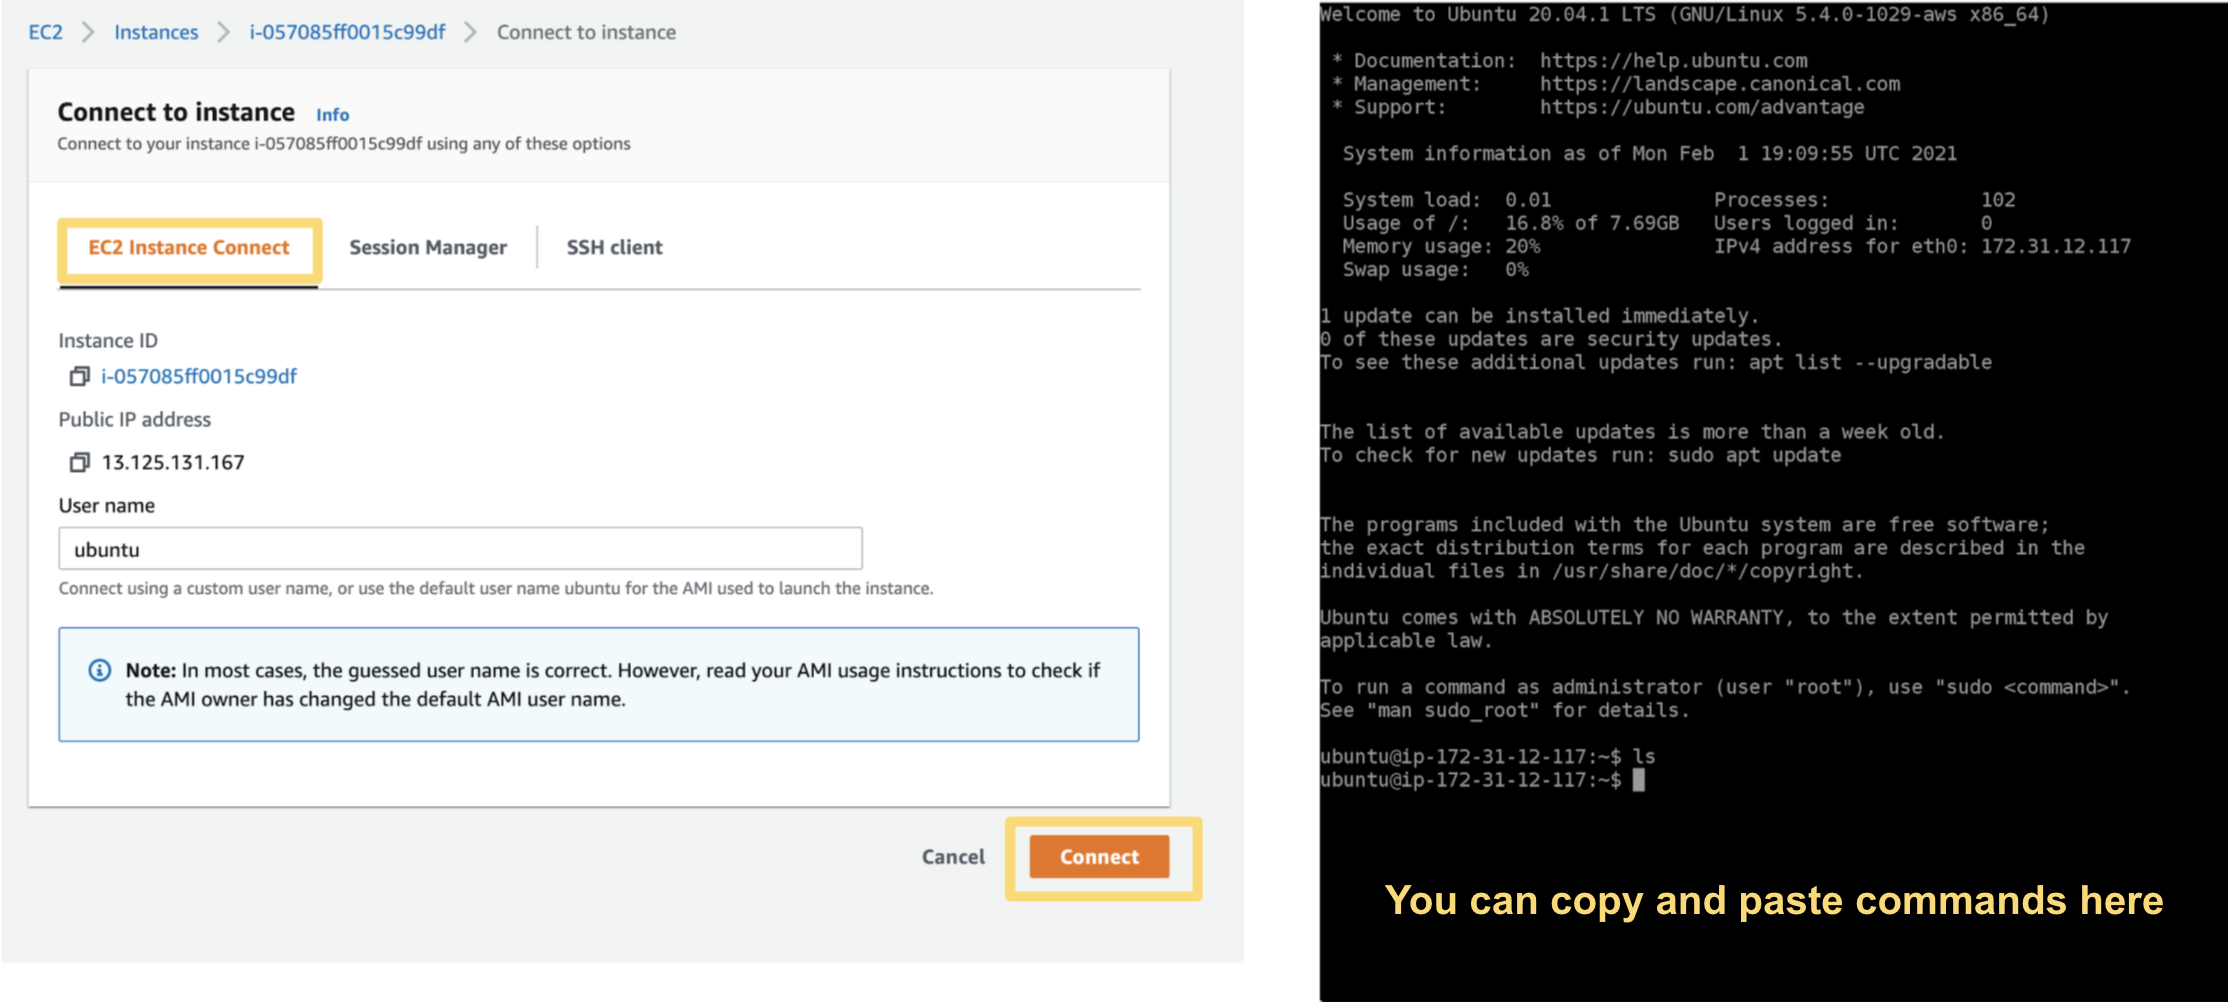 EC2 > Instances > i-057085ff0015c99df > Connect to instance
Connect to instance Info
Connect to your instance i-057085ff0015c99df using any of these options
EC2 Instance Connect Session Manager SSH client
Instance ID
i-057085ff0015c99df
Public IP address
13.125.131.167
User name
ubuntu
Connect using a custom user name, or use the default user name ubuntu for the AMI used to launch the instance.
Note: In most cases, the guessed user name is correct. However, read your AMI usage instructions to check if
the AMI owner has changed the default AMI user name.
Cancel Connect
Welcome to Ubuntu 20.04.1 LTS (GNU/Linux 5.4.0-1029-aws x86_64)
* Documentation: https://help.ubuntu.com
* Management: https://landscape.canonical.com
* Support: https://ubuntu.com/advantage
System information as of Mon Feb 1 19:09:55 UTC 2021
System load: 0.01 Processes: 102
Usage of /: 16.8% of 7.69GB Users logged in: 0
Memory usage: 20% IPv4 address for eth0: 172.31.12.117
Swap usage: 0%
1 update can be installed immediately.
0 of these updates are security updates.
To see these additional updates run: apt list --upgradable
The list of available updates is more than a week old.
To check for new updates run: sudo apt update
The programs included with the Ubuntu system are free software;
the exact distribution terms for each program are described in the
individual files in /usr/share/doc/*/copyright.
Ubuntu comes with ABSOLUTELY NO WARRANTY, to the extent permitted by
applicable law.
To run a command as administrator (user "root"), use "sudo <command>".
See "man sudo_root" for details.
ubuntu@ip-172-31-12-117:~$ ls
ubuntu@ip-172-31-12-117:~$
You can copy and paste commands here